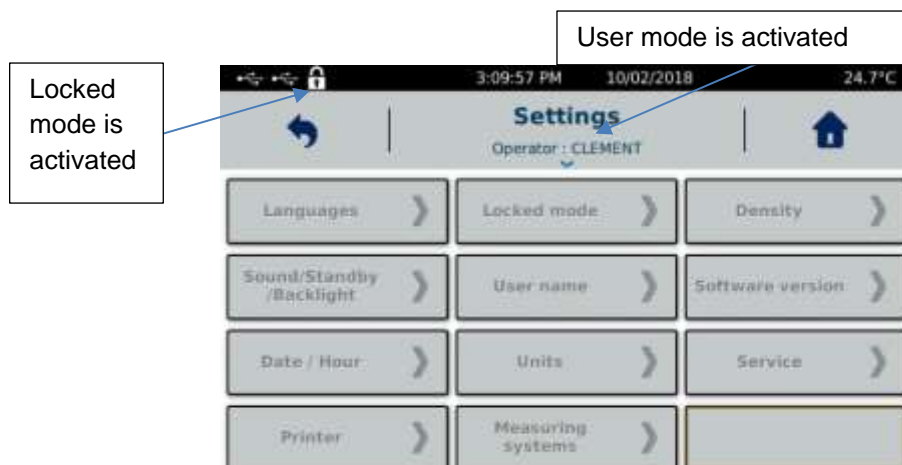 User mode is activated
Locked
mode is
activated
3:09:57 PM 10/02/2018 24.7°C
Settings
Operator : CLEMENT
Languages
Locked mode
Density
Sound/Standby
/Backlight
User name
Software version
Date / Hour
Units
Service
Printer
Measuring
systems